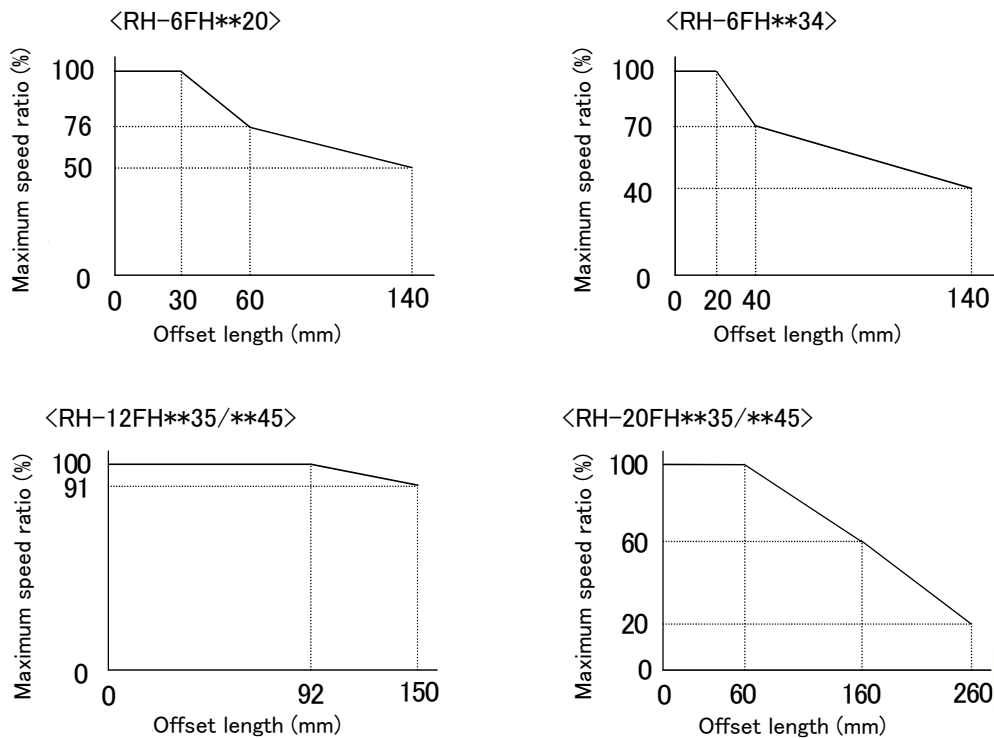 <RH-6FH**20>
Maximum speed ratio (%)
100
76
50
0
0 30 60 140
Offset length (mm)
<RH-6FH**34>
Maximum speed ratio (%)
100
70
40
0
0 20 40 140
Offset length (mm)
<RH-12FH**35/**45>
Maximum speed ratio (%)
100
91
0
0 92 150
Offset length (mm)
<RH-20FH**35/**45>
Maximum speed ratio (%)
100
60
20
0
0 60 160 260
Offset length (mm)